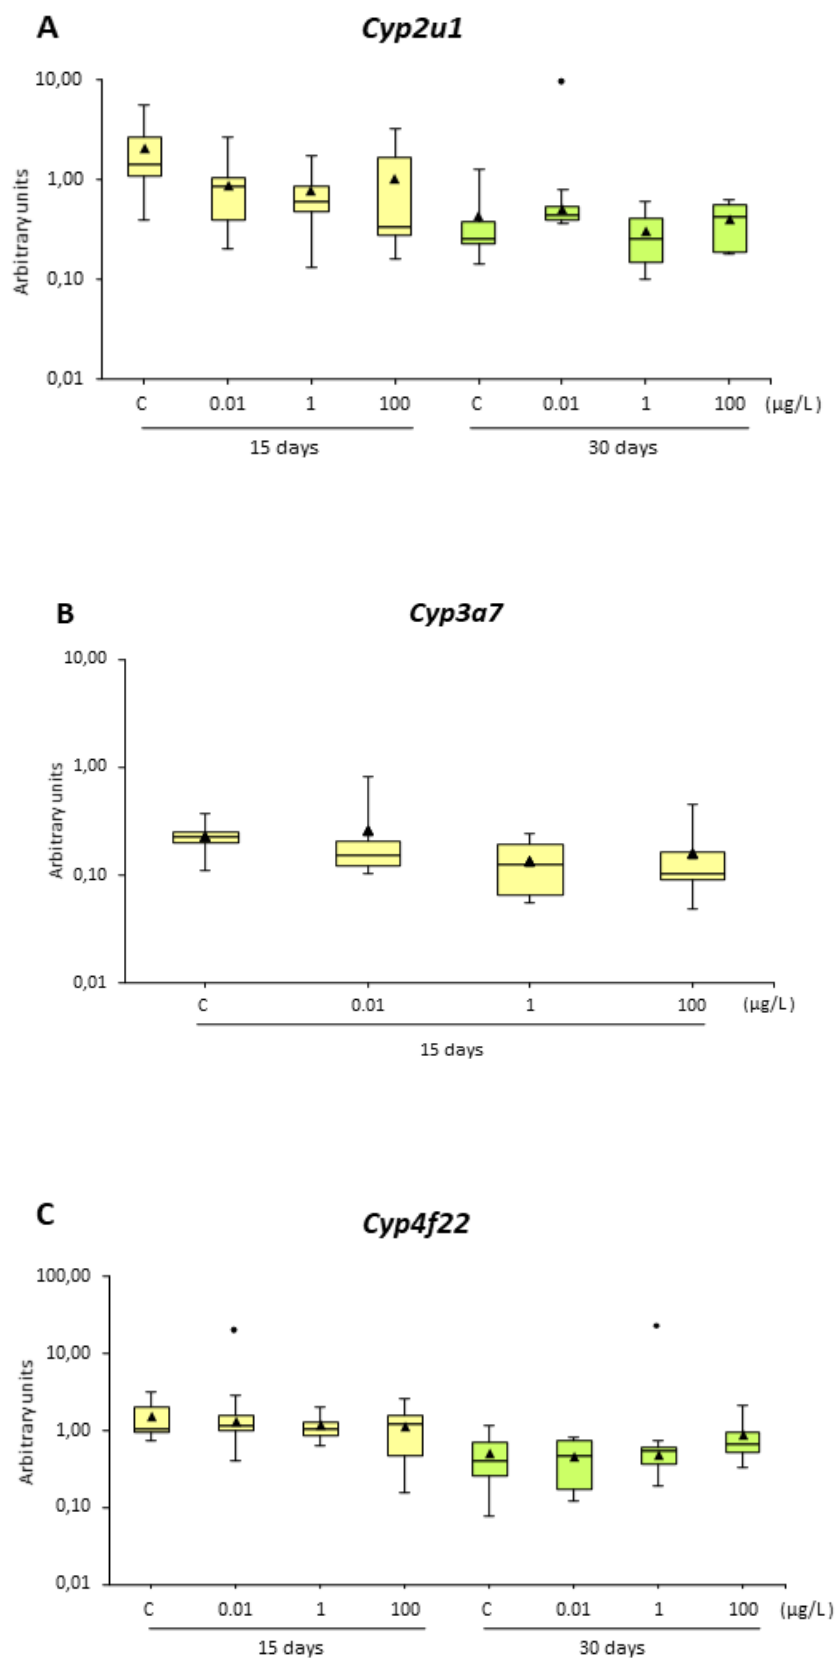 A
Cyp2u1
10,00
1,00
0,10
0,01
Arbitrary units
C 0.01 1 100 C 0.01 1 100 (µg/L)
15 days 30 days
B
Cyp3a7
10,00
1,00
0,10
0,01
Arbitrary units
C 0.01 1 100 (µg/L)
15 days
C
Cyp4f22
100,00
10,00
1,00
0,10
0,01
Arbitrary units
C 0.01 1 100 C 0.01 1 100 (µg/L)
15 days 30 days